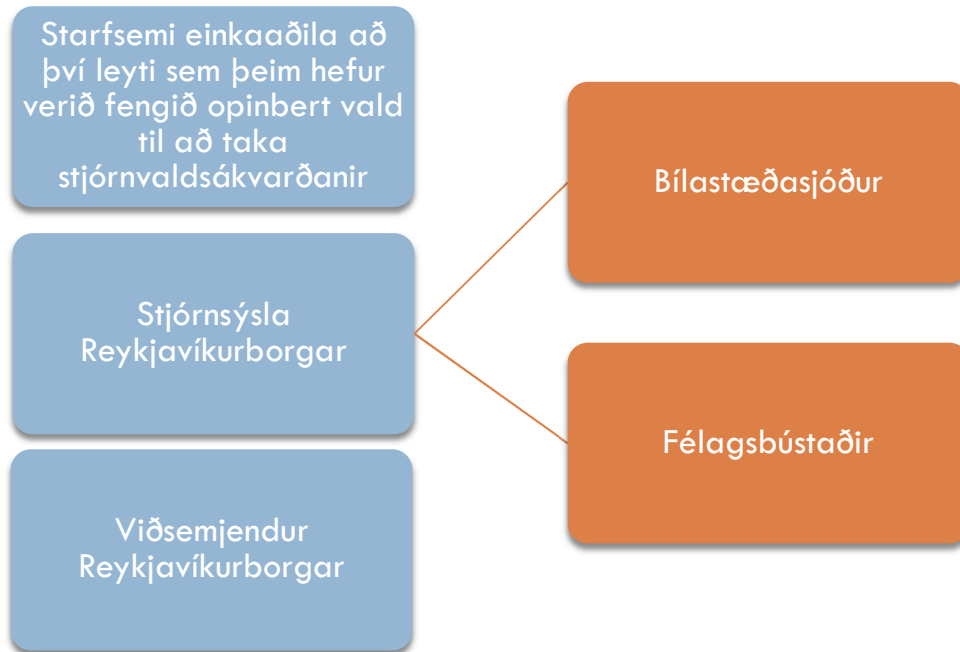 Starfsemi einkaaðila að
því leyti sem þeim hefur
verið fengið opinbert vald
til að taka
stjórnvaldsákvarðanir
Stjórnsýsla
Reykjavíkurborgar
Viðsemjendur
Reykjavíkurborgar
Bílastæðasjóður
Félagsbústaðir